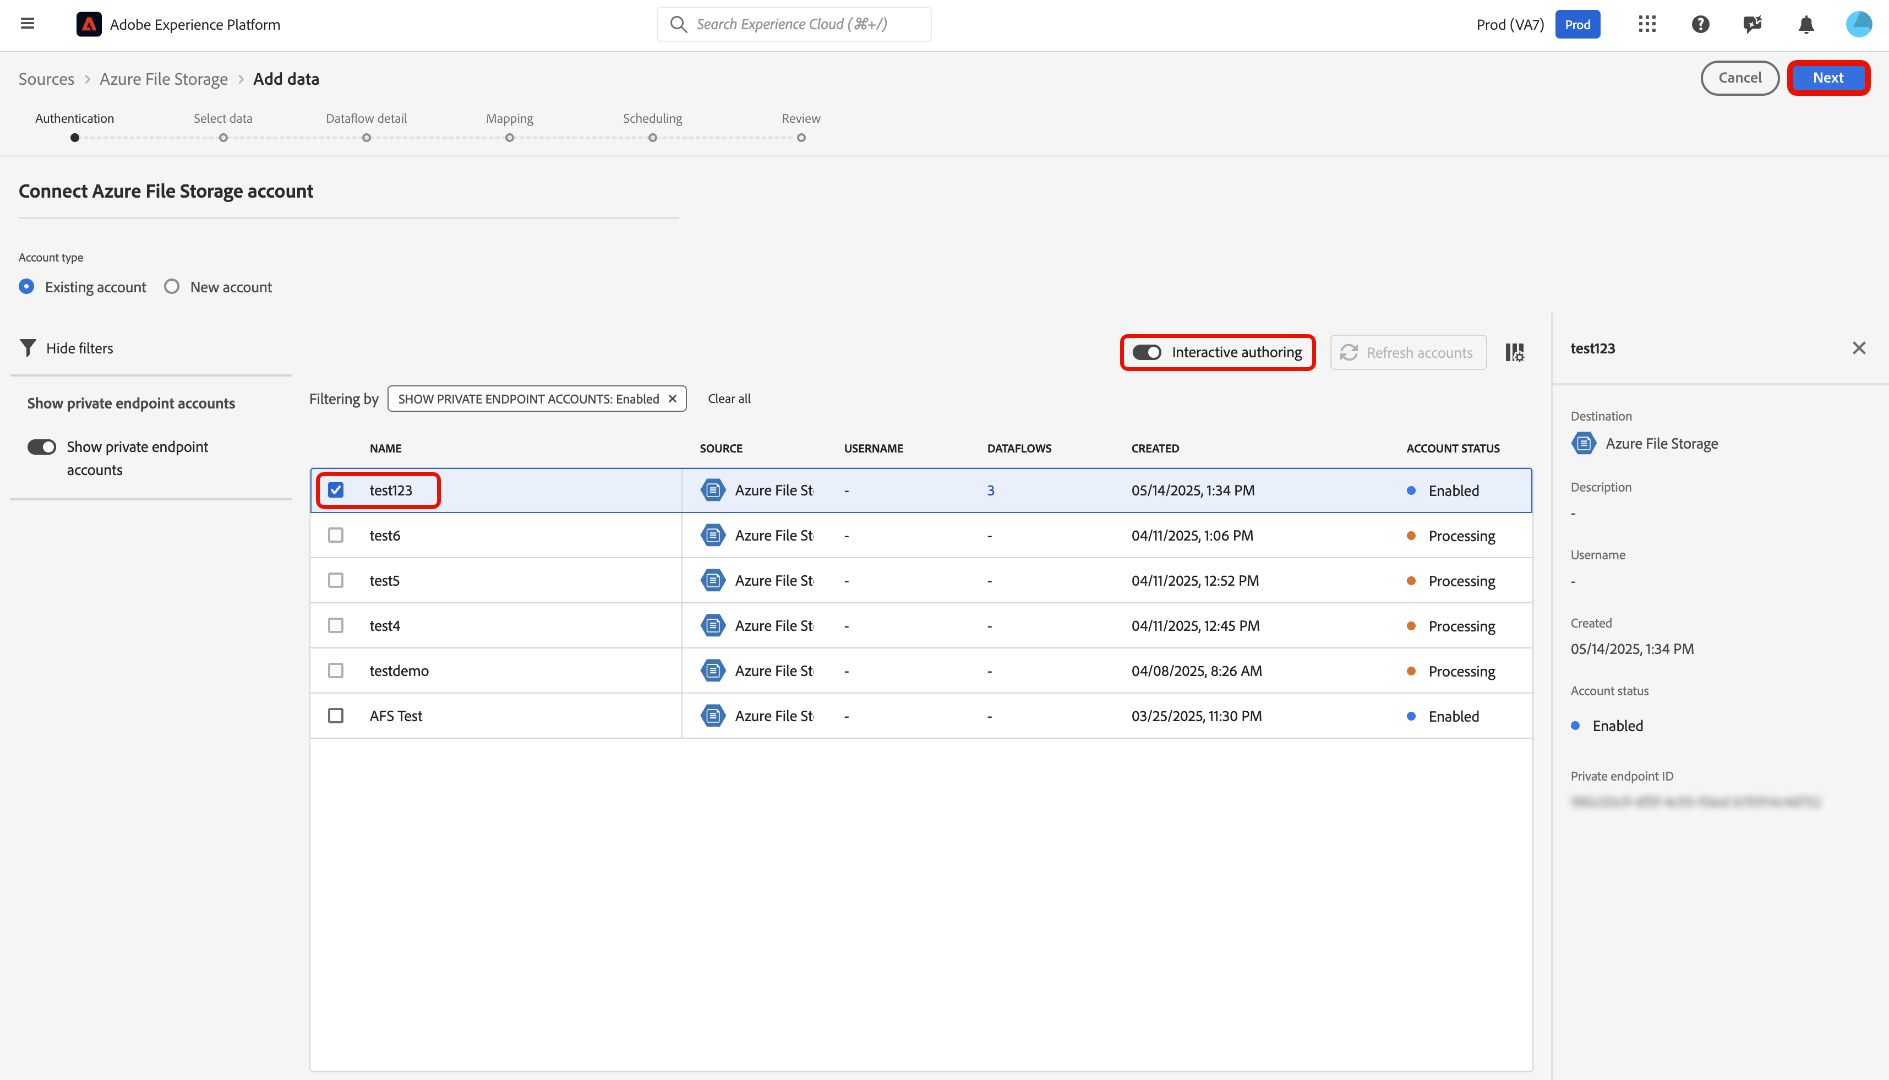 Adobe Experience Platform
Search Experience Cloud (⌘+/)
Prod (VA7)
Prod
Sources > Azure File Storage > Add data
Cancel
Next
Authentication
Select data
Dataflow detail
Mapping
Scheduling
Review
Connect Azure File Storage account
Account type
Existing account
New account
Hide filters
Show private endpoint accounts
Show private endpoint
accounts
Interactive authoring
Refresh accounts
Filtering by
SHOW PRIVATE ENDPOINT ACCOUNTS: Enabled ×
Clear all
NAME SOURCE USERNAME DATAFLOWS CREATED ACCOUNT STATUS
test123 Azure File St - 3 05/14/2025, 1:34 PM Enabled
test6 Azure File St - - 04/11/2025, 1:06 PM Processing
test5 Azure File St - - 04/11/2025, 12:52 PM Processing
test4 Azure File St - - 04/11/2025, 12:45 PM Processing
testdemo Azure File St - - 04/08/2025, 8:26 AM Processing
AFS Test Azure File St - - 03/25/2025, 11:30 PM Enabled
test123
Destination
Azure File Storage
Description
-
Username
-
Created
05/14/2025, 1:34 PM
Account status
Enabled
Private endpoint ID